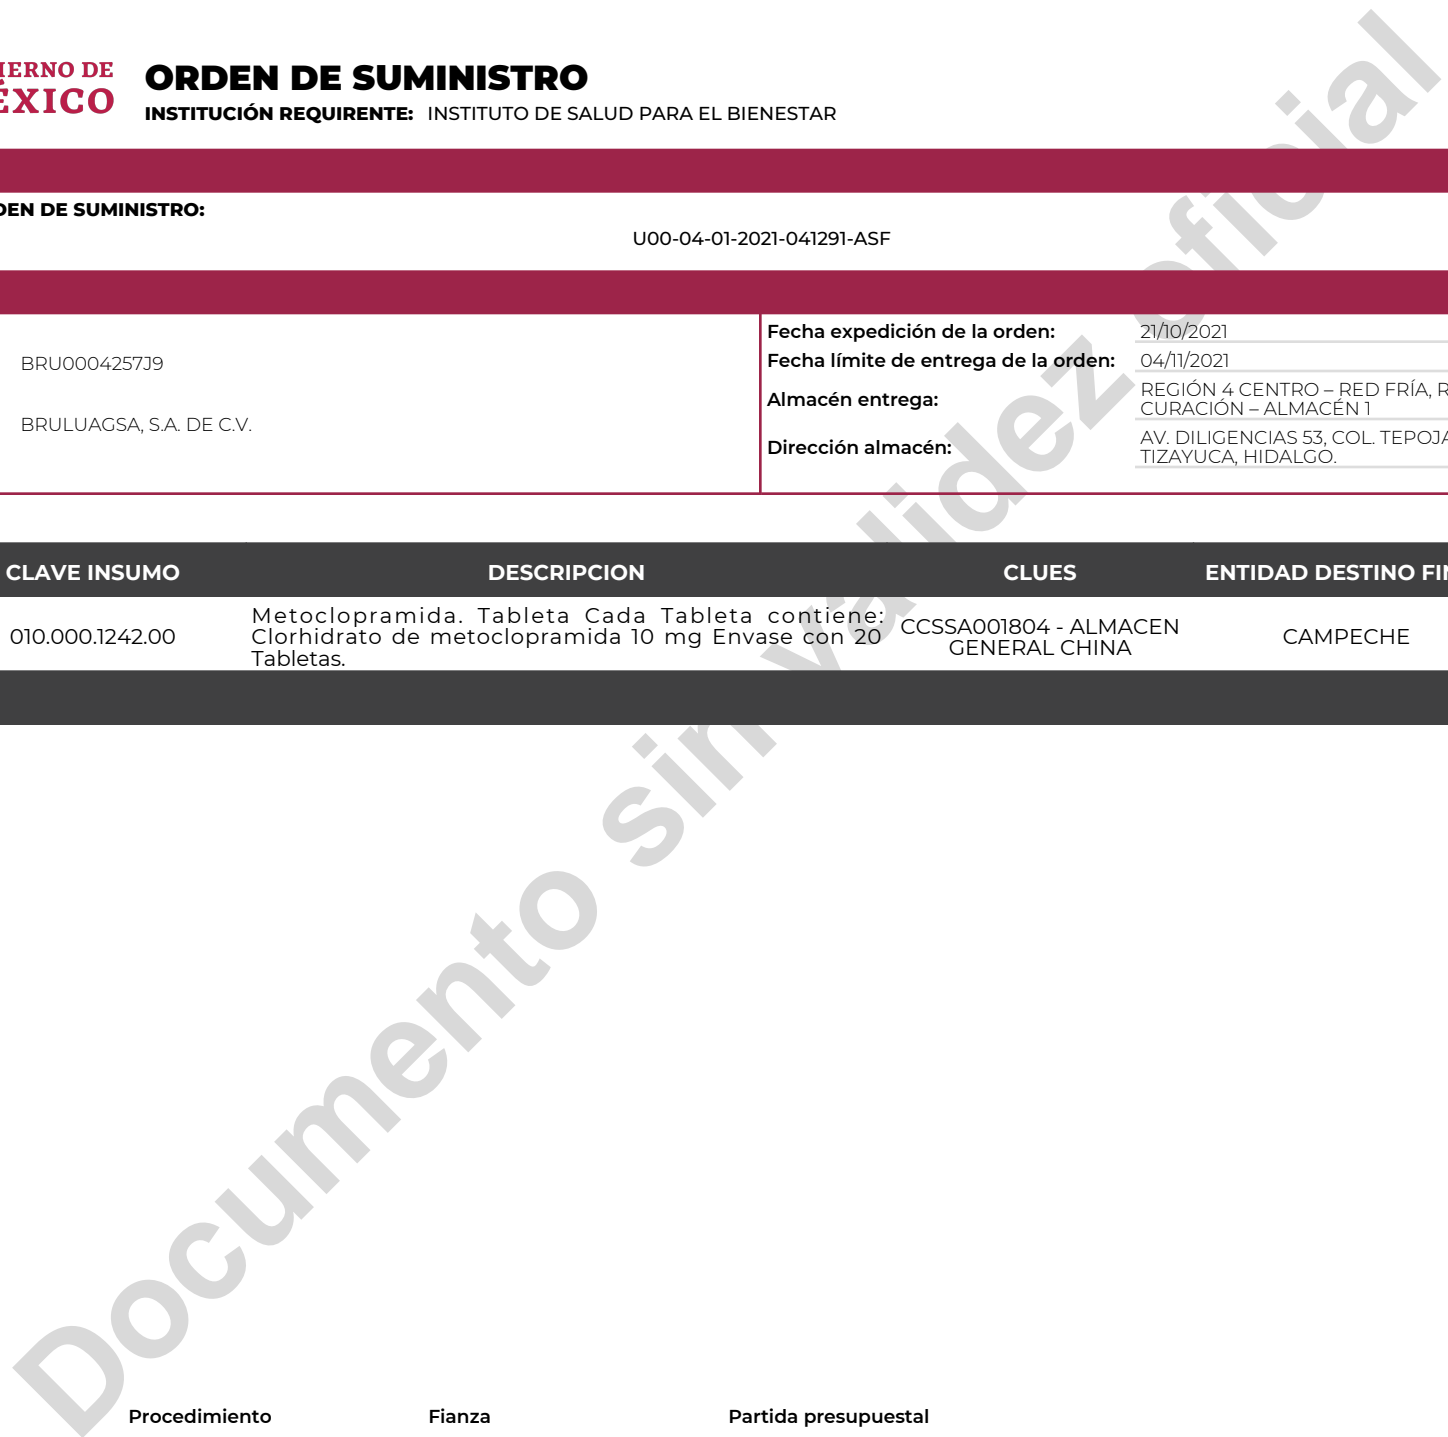 IERNO DE
ÉXICO
ORDEN DE SUMINISTRO
INSTITUCIÓN REQUIRENTE: INSTITUTO DE SALUD PARA EL BIENESTAR
DEN DE SUMINISTRO:
U00-04-01-2021-041291-ASF
BRU0004257J9
BRULUAGSA, S.A. DE C.V.
Fecha expedición de la orden: 21/10/2021
Fecha límite de entrega de la orden: 04/11/2021
Almacén entrega: REGIÓN 4 CENTRO – RED FRÍA, R
CURACIÓN – ALMACÉN 1
Dirección almacén: AV. DILIGENCIAS 53, COL. TEPOJA
TIZAYUCA, HIDALGO.
CLAVE INSUMO DESCRIPCION CLUES ENTIDAD DESTINO FIN
010.000.1242.00
Metoclopramida. Tableta Cada Tableta contiene:
Clorhidrato de metoclopramida 10 mg Envase con 20
Tabletas.
CCSSA001804 - ALMACEN
GENERAL CHINA
CAMPECHE
Documento sin validez oficial
Procedimiento Fianza Partida presupuestal